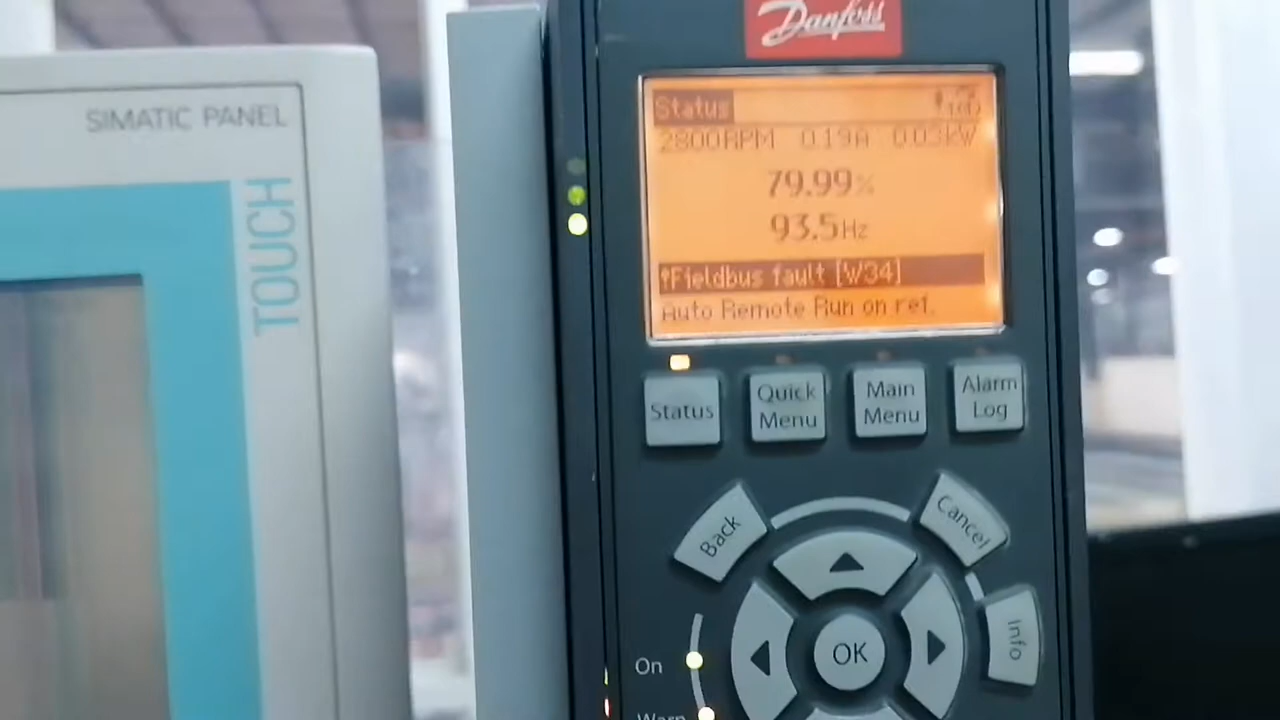 SIMATIC PANEL
TOUCH
Danfoss
Status
2800RPM 0.19A 0.03kW
79.99%
93.5Hz
!Fieldbus fault [W34]
Auto Remote Run on ref.
Status
Quick Menu
Main Menu
Alarm Log
Back
Cancel
Info
OK
On
Warn